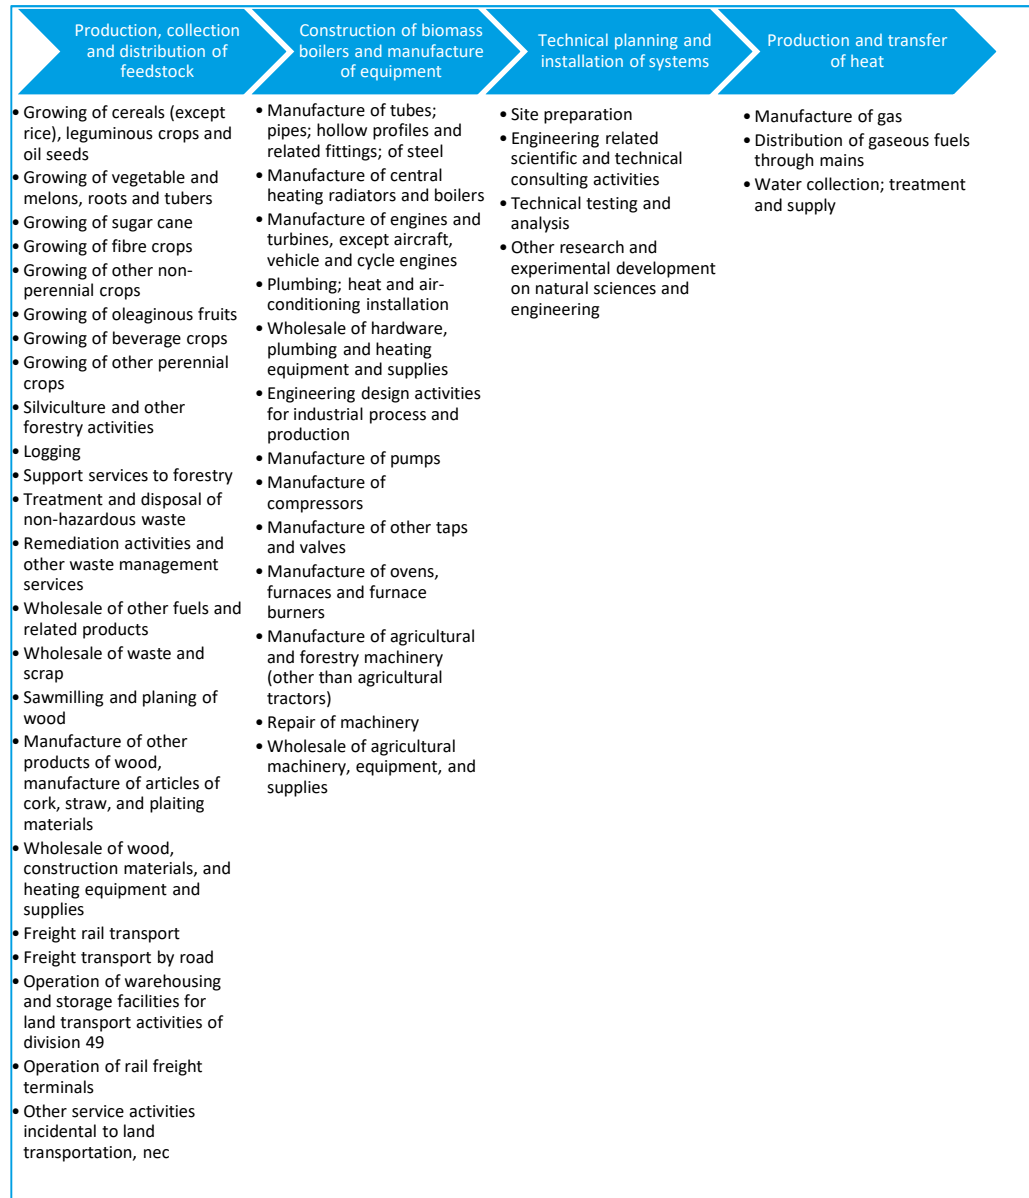 Production, collection
and distribution of
feedstock
Construction of biomass
boilers and manufacture
of equipment
Technical planning and
installation of systems
Production and transfer
of heat
• Growing of cereals (except
rice), leguminous crops and
oil seeds
• Growing of vegetable and
melons, roots and tubers
• Growing of sugar cane
• Growing of fibre crops
• Growing of other non-
perennial crops
• Growing of oleaginous fruits
• Growing of beverage crops
• Growing of other perennial
crops
• Silviculture and other
forestry activities
• Logging
• Support services to forestry
• Treatment and disposal of
non-hazardous waste
• Remediation activities and
other waste management
services
• Wholesale of other fuels and
related products
• Wholesale of waste and
scrap
• Sawmilling and planing of
wood
• Manufacture of other
products of wood,
manufacture of articles of
cork, straw, and plaiting
materials
• Wholesale of wood,
construction materials, and
heating equipment and
supplies
• Freight rail transport
• Freight transport by road
• Operation of warehousing
and storage facilities for
land transport activities of
division 49
• Operation of rail freight
terminals
• Other service activities
incidental to land
transportation, nec
• Manufacture of tubes;
pipes; hollow profiles and
related fittings; of steel
• Manufacture of central
heating radiators and boilers
• Manufacture of engines and
turbines, except aircraft,
vehicle and cycle engines
• Plumbing; heat and air-
conditioning installation
• Wholesale of hardware,
plumbing and heating
equipment and supplies
• Engineering design activities
for industrial process and
production
• Manufacture of pumps
• Manufacture of
compressors
• Manufacture of other taps
and valves
• Manufacture of ovens,
furnaces and furnace
burners
• Manufacture of agricultural
and forestry machinery
(other than agricultural
tractors)
• Repair of machinery
• Wholesale of agricultural
machinery, equipment, and
supplies
• Site preparation
• Engineering related
scientific and technical
consulting activities
• Technical testing and
analysis
• Other research and
experimental development
on natural sciences and
engineering
• Manufacture of gas
• Distribution of gaseous fuels
through mains
• Water collection; treatment
and supply